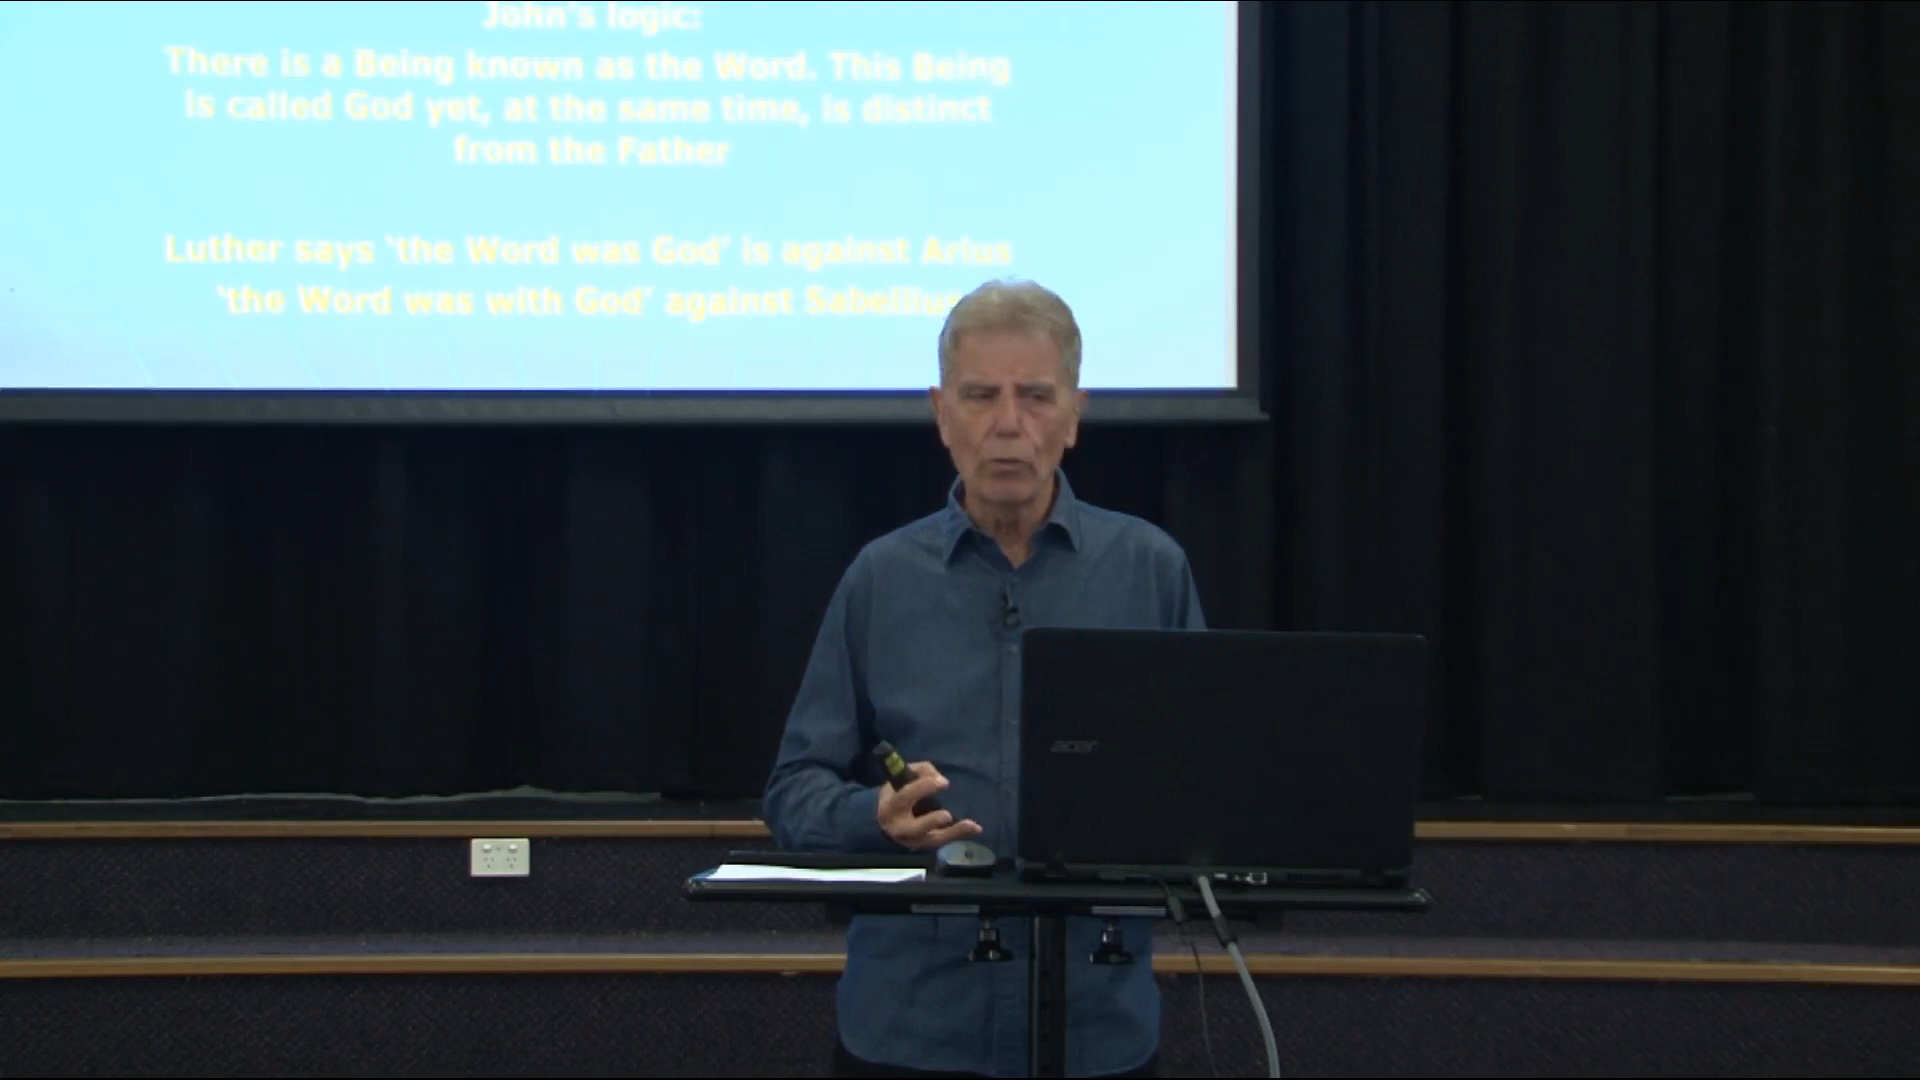 John's logic:
There is a Being known as the Word. This Being
is called God yet, at the same time, is distinct
from the Father
Luther says 'the Word was God' is against Arius
'the Word was with God' against Sabellius
acer